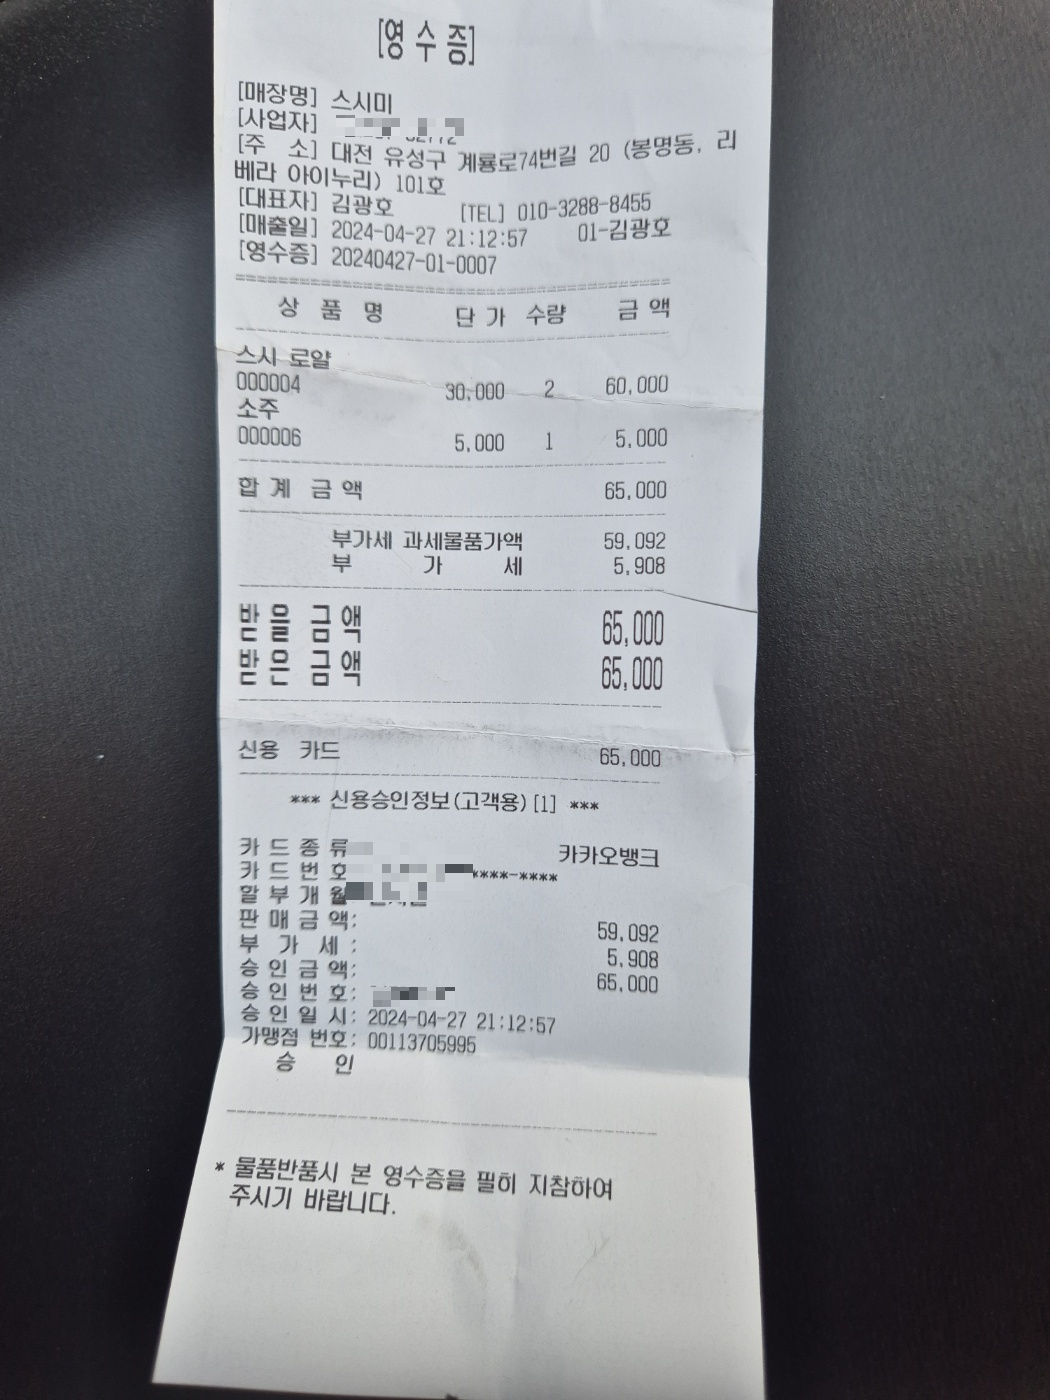 [영 수 증]
[매장명] 스시미
[사업자]
[주 소] 대전 유성구 계룡로74번길 20 (봉명동, 리
베라 아이누리) 101호
[대표자] 김광호 [TEL] 010-3288-8455
[매출일] 2024-04-27 21:12:57 01-김광호
[영수증] 20240427-01-0007
상 품 명 단 가 수량 금 액
스시 로얄
000004 30,000 2 60,000
소주
000006 5,000 1 5,000
합 계 금 액 65,000
부가세 과세물품가액 59,092
부 가 세 5,908
받 을 금 액 65,000
받 은 금 액 65,000
신용 카드 65,000
*** 신용승인정보(고객용) [1] ***
카 드 종 류 카카오뱅크
카 드 번 호 ****-****
할 부 개 월
판 매 금 액: 59,092
부 가 세 : 5,908
승 인 금 액: 65,000
승 인 번 호:
승 인 일 시: 2024-04-27 21:12:57
가맹점 번호: 00113705995
승 인
* 물품반품시 본 영수증을 필히 지참하여
주시기 바랍니다.